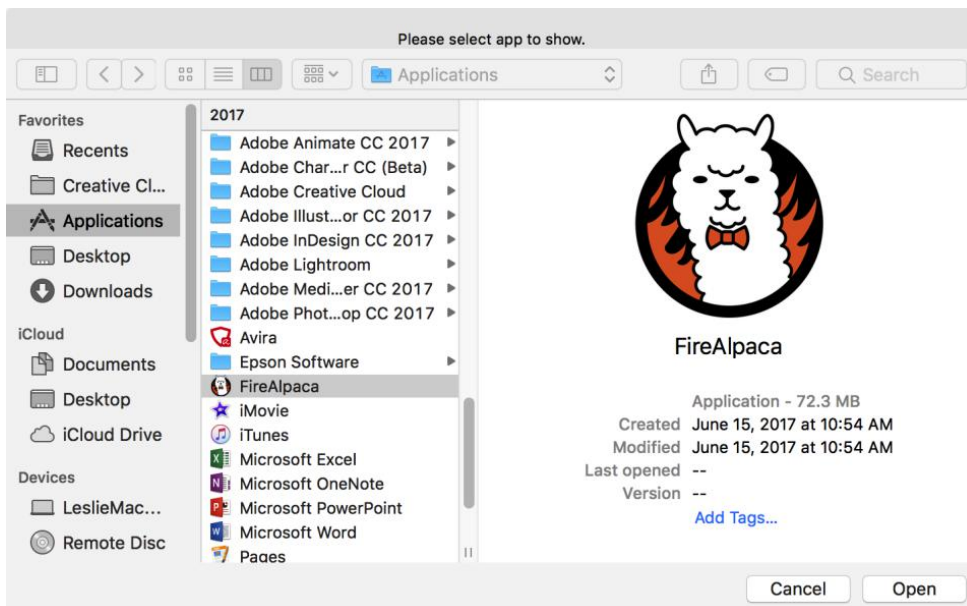 Please select app to show.
Applications
Search
Favorites
Recents
Creative Cl...
Applications
Desktop
Downloads
iCloud
Documents
Desktop
iCloud Drive
Devices
LeslieMac...
Remote Disc
2017
Adobe Animate CC 2017
Adobe Char...r CC (Beta)
Adobe Creative Cloud
Adobe Illust...or CC 2017
Adobe InDesign CC 2017
Adobe Lightroom
Adobe Medi...er CC 2017
Adobe Phot...op CC 2017
Avira
Epson Software
FireAlpaca
iMovie
iTunes
Microsoft Excel
Microsoft OneNote
Microsoft PowerPoint
Microsoft Word
Pages
FireAlpaca
Application - 72.3 MB
Created June 15, 2017 at 10:54 AM
Modified June 15, 2017 at 10:54 AM
Last opened --
Version --
Add Tags...
Cancel
Open